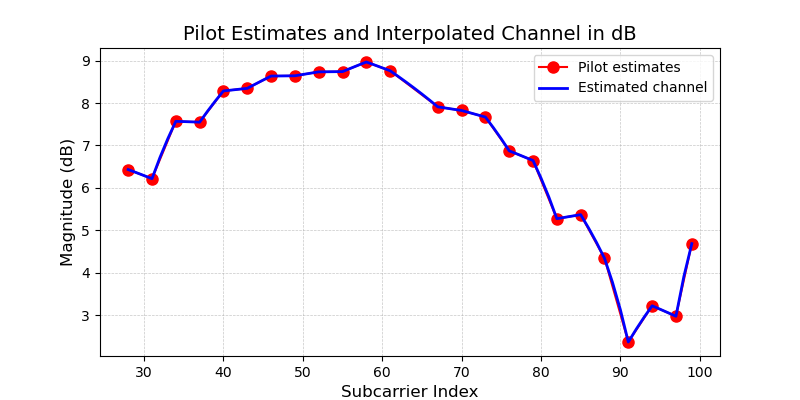 Pilot Estimates and Interpolated Channel in dB
Pilot estimates
Estimated channel
Magnitude (dB)
9
8
7
6
5
4
3
30 40 50 60 70 80 90 100
Subcarrier Index